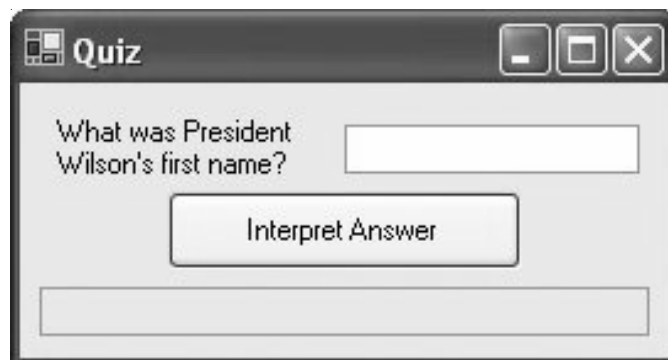 Quiz
What was President
Wilson's first name?
Interpret Answer